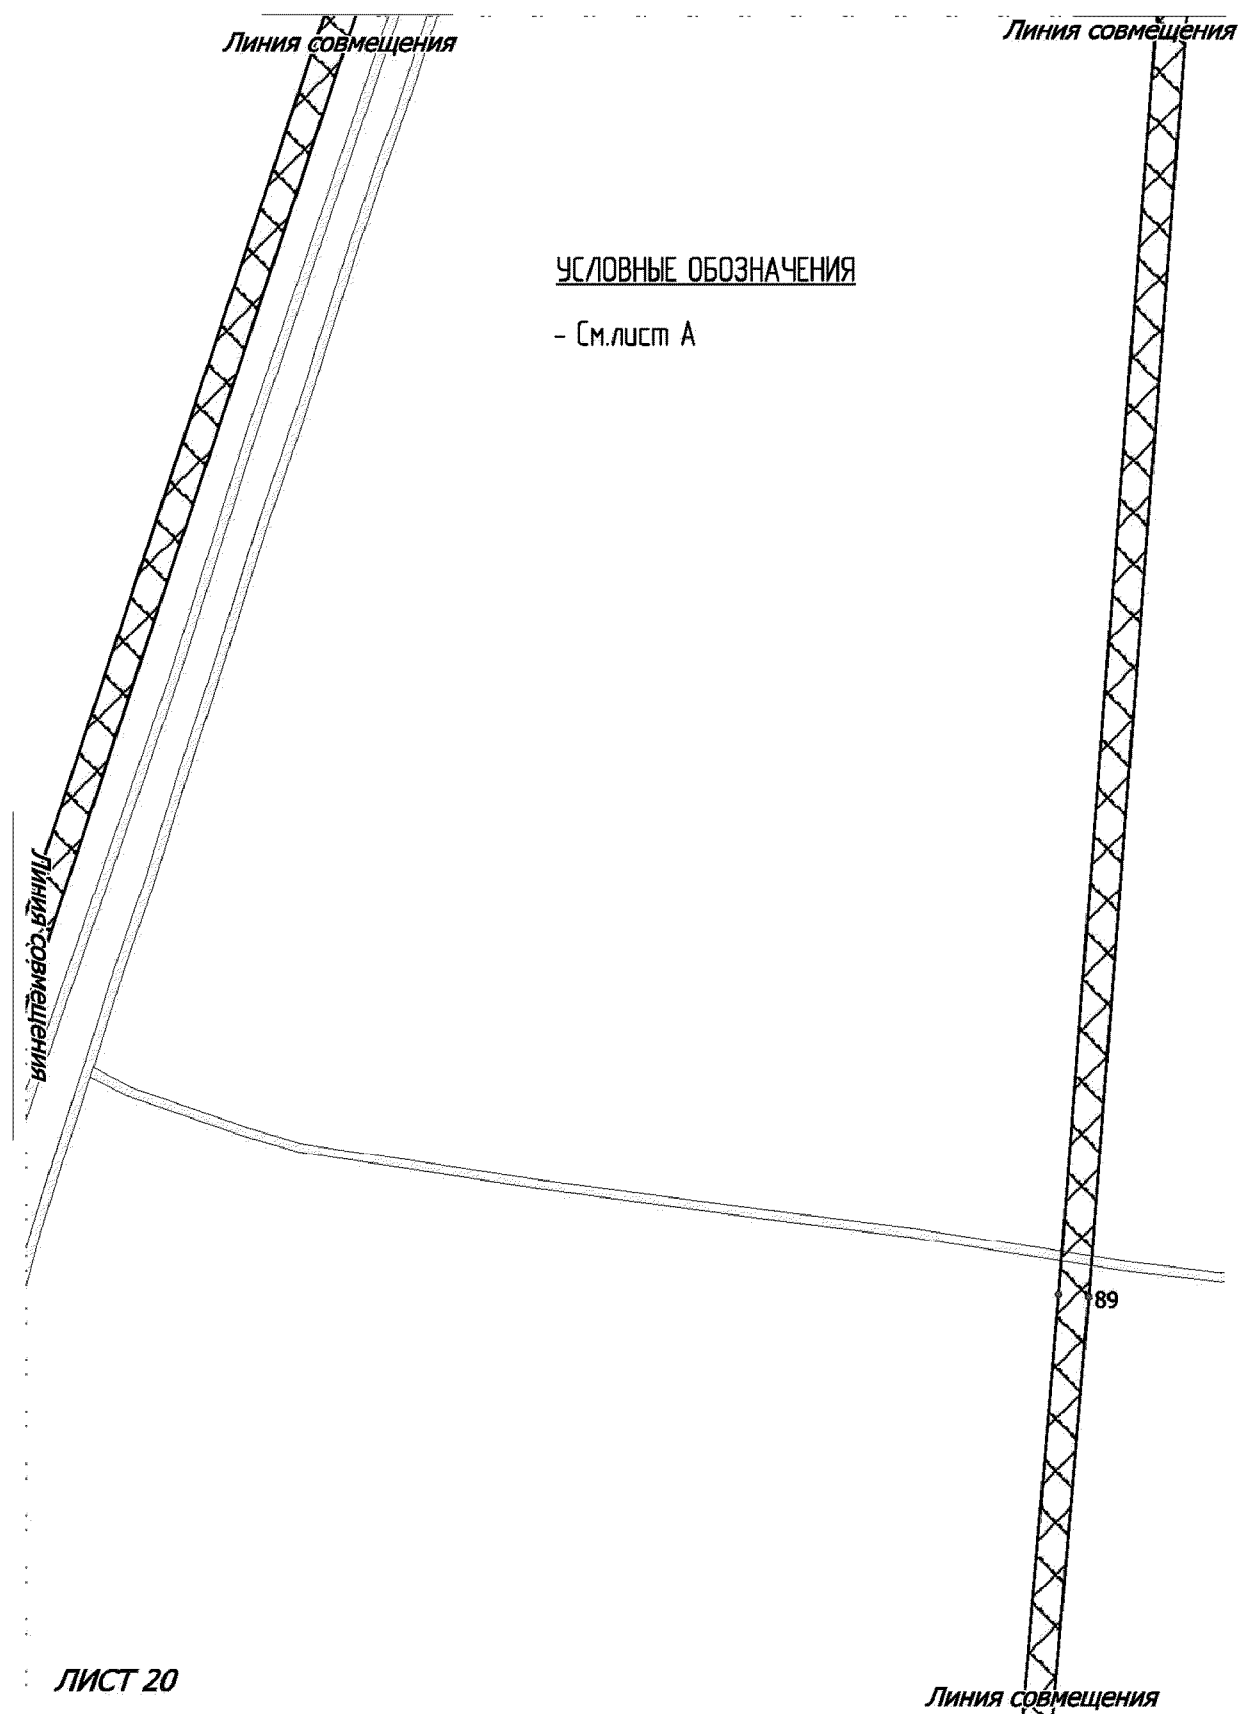 Линия совмещения
Линия совмещения
УСЛОВНЫЕ ОБОЗНАЧЕНИЯ
- См.лист А
Линия совмещения
89
ЛИСТ 20
Линия совмещения